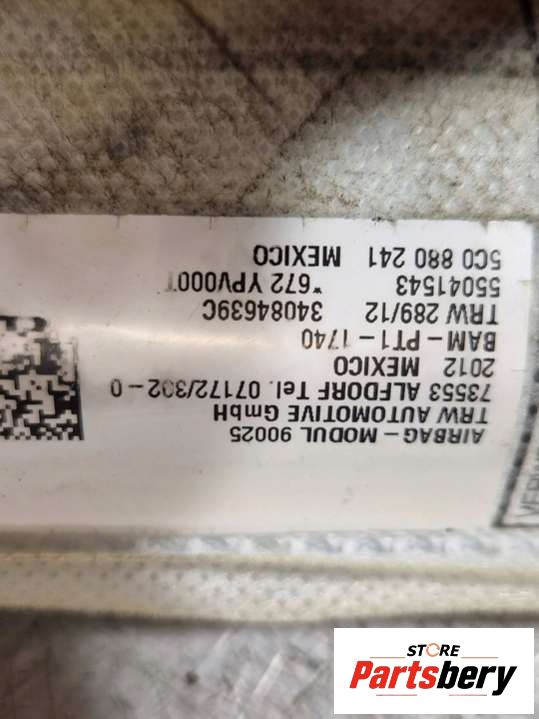 AIRBAG-MODUL 90025
TRW AUTOMOTIVE GmbH
73553 ALFDORF Tel. 07172/302-0
2012 MEXICO
BAM-PT1-1740
TRW 289/12 34084639C
55041543 *672 YPV000
5C0 880 241 MEXICO
STORE
Partsbery